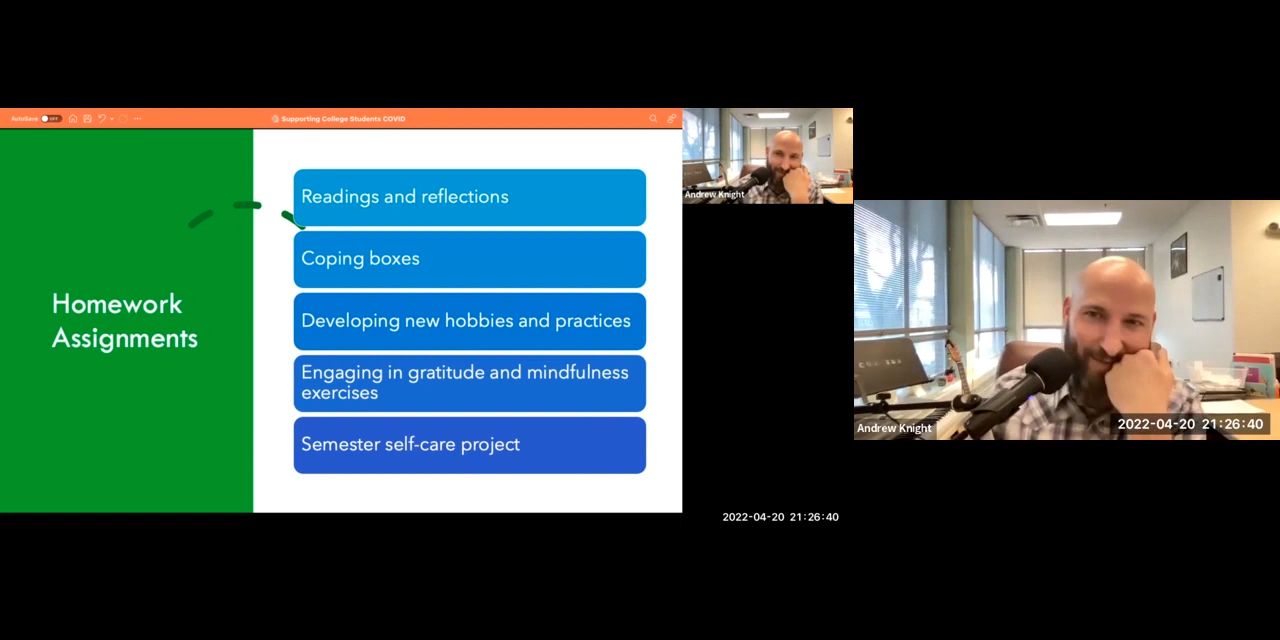 AutoSave OFF
Supporting College Students COVID
Homework
Assignments
Readings and reflections
Coping boxes
Developing new hobbies and practices
Engaging in gratitude and mindfulness
exercises
Semester self-care project
Andrew Knight
2022-04-20 21:26:40
Andrew Knight
2022-04-20 21:26:40